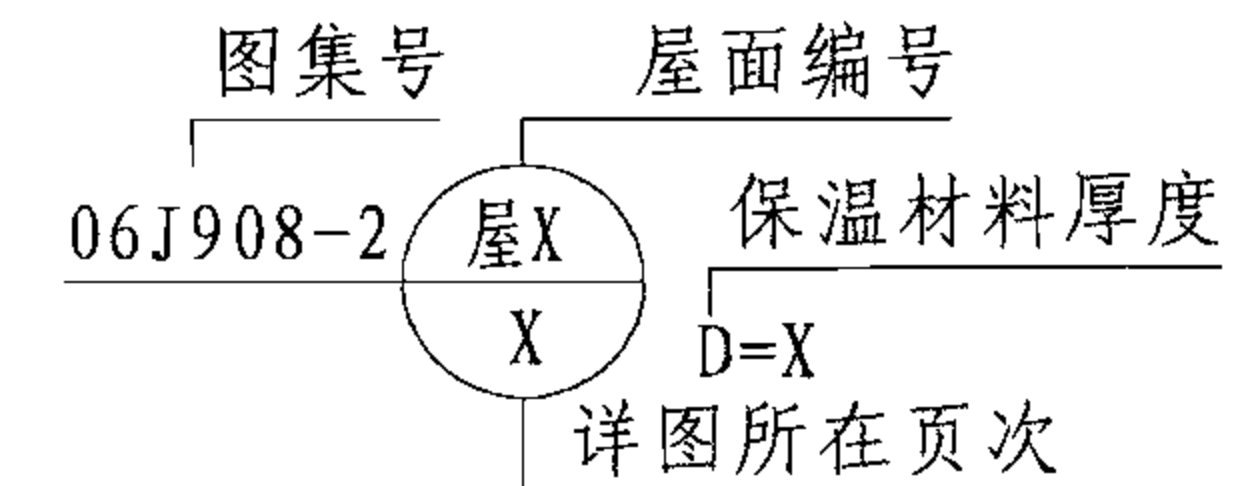 图集号
屋面编号
保温材料厚度
06J908-2
屋X
X
D=X
详图所在页次